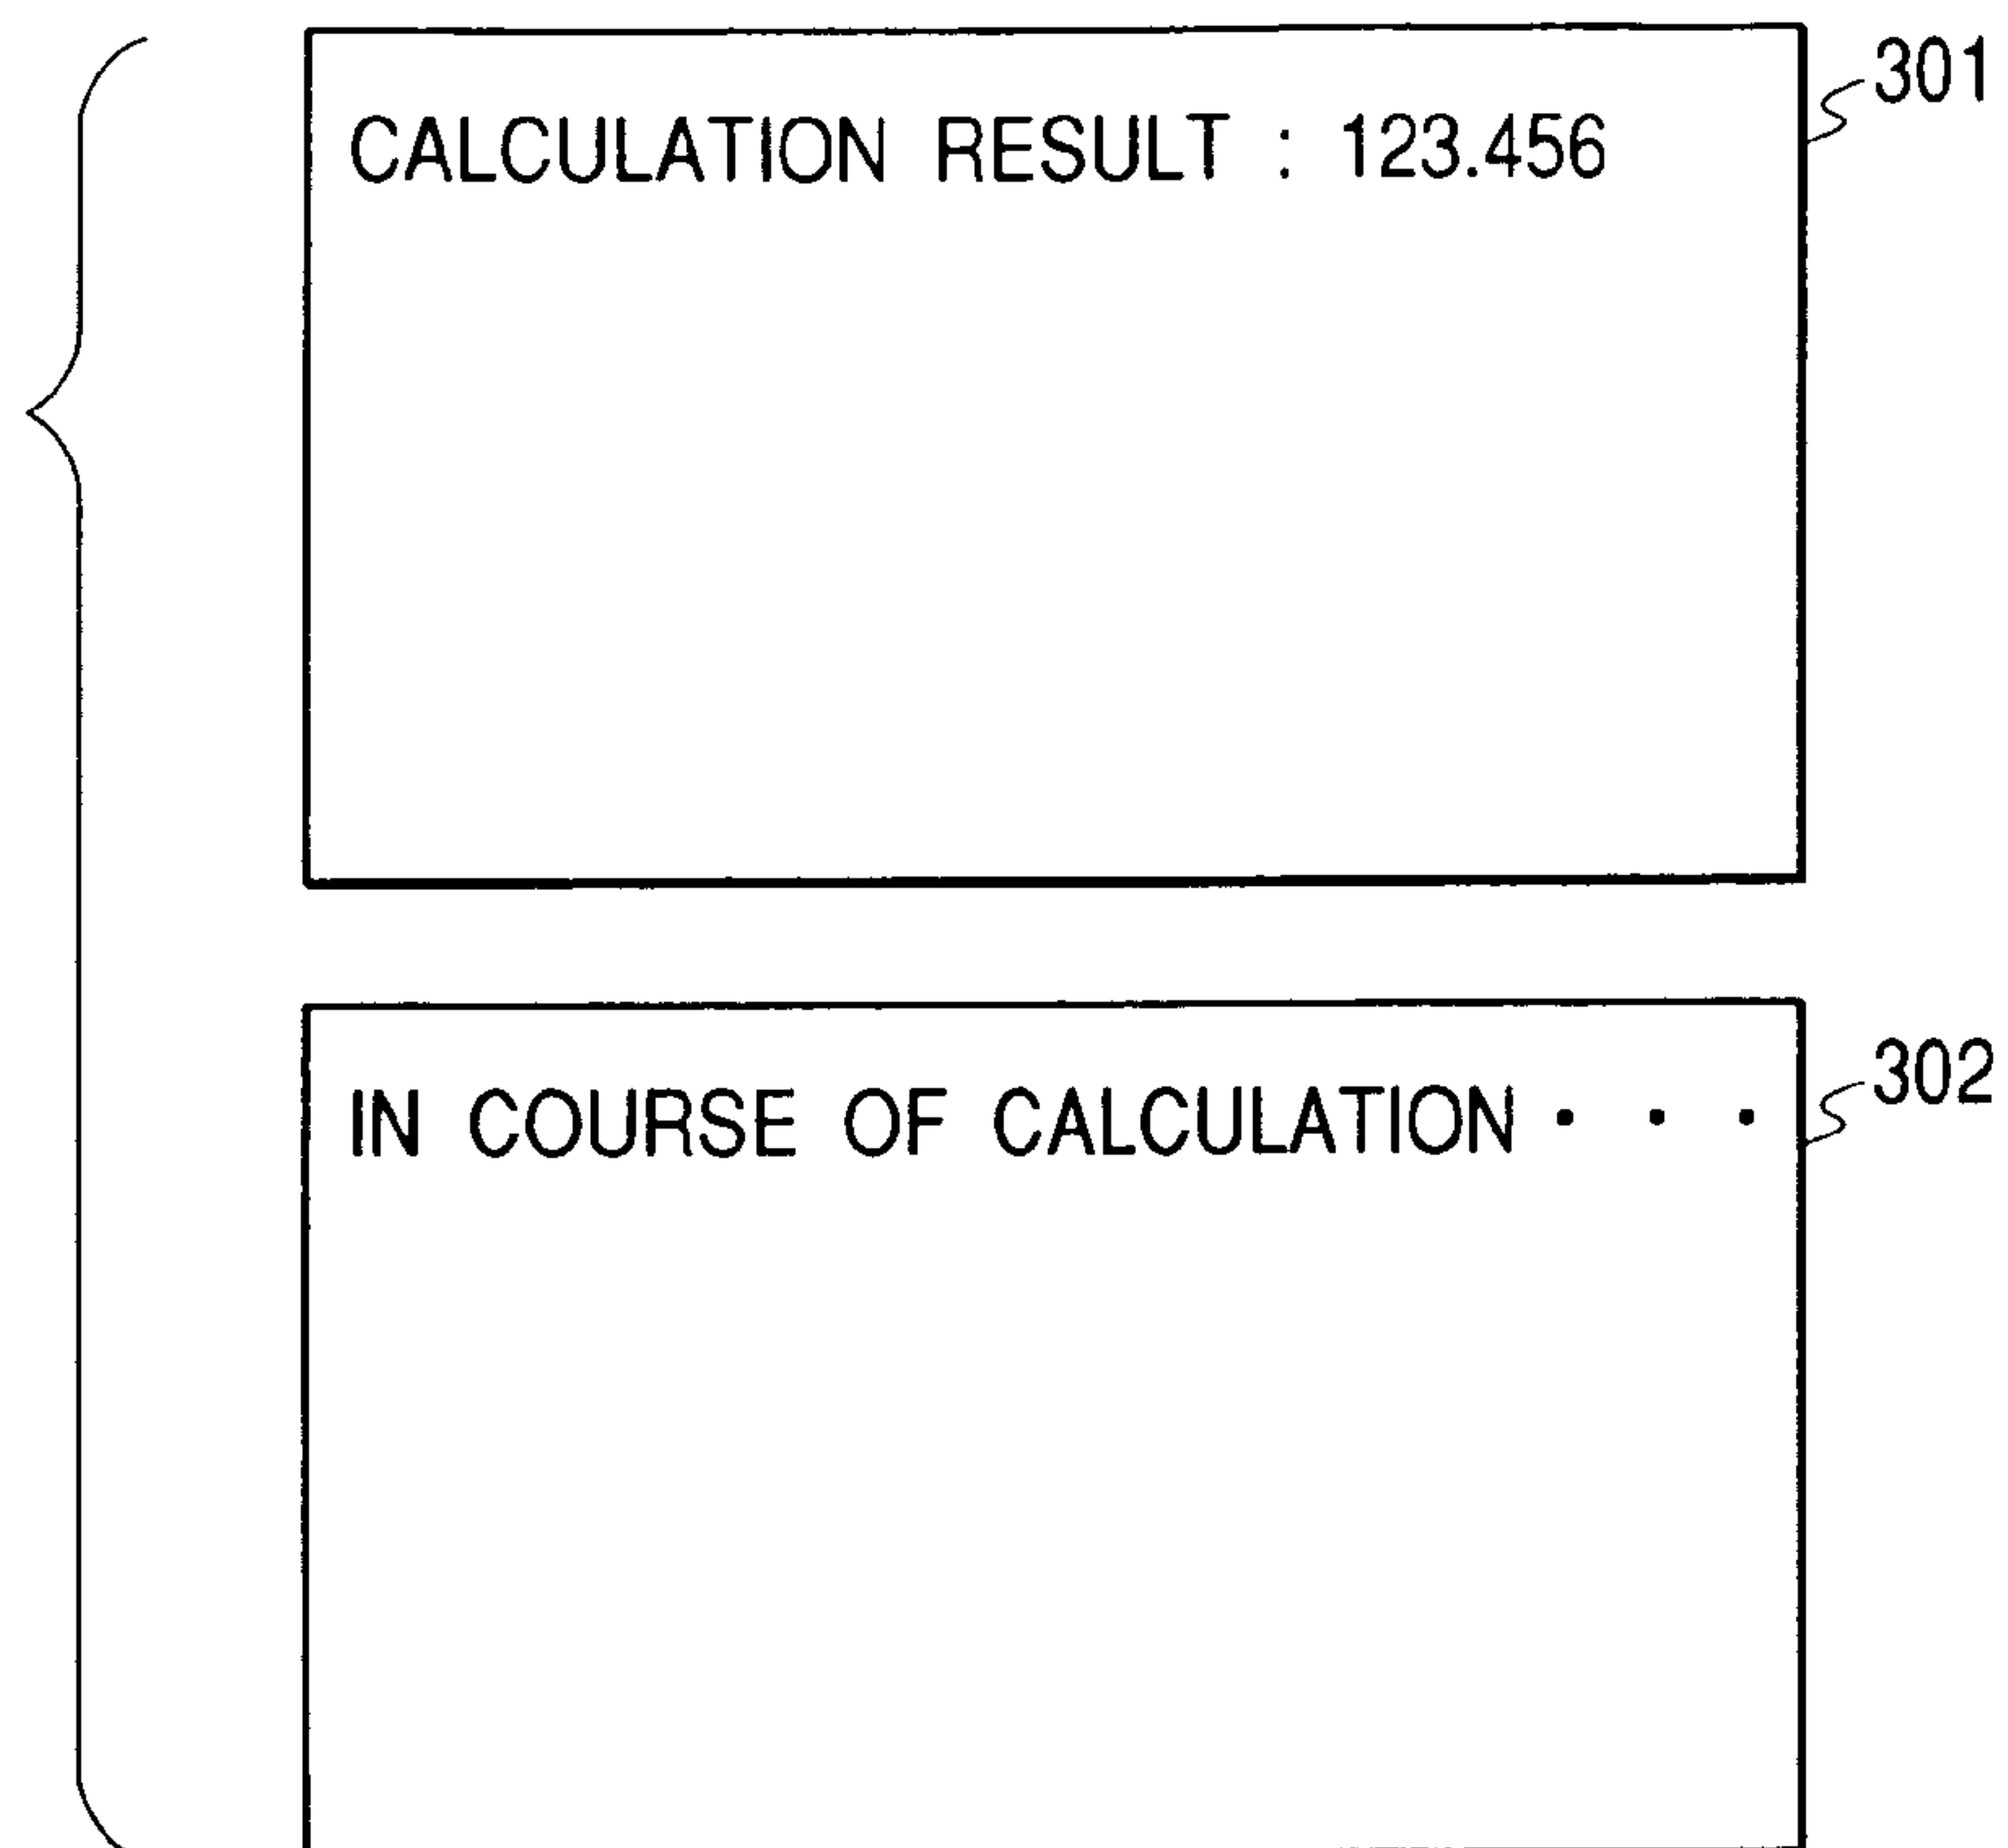 301
CALCULATION RESULT : 123.456
302
IN COURSE OF CALCULATION · · ·